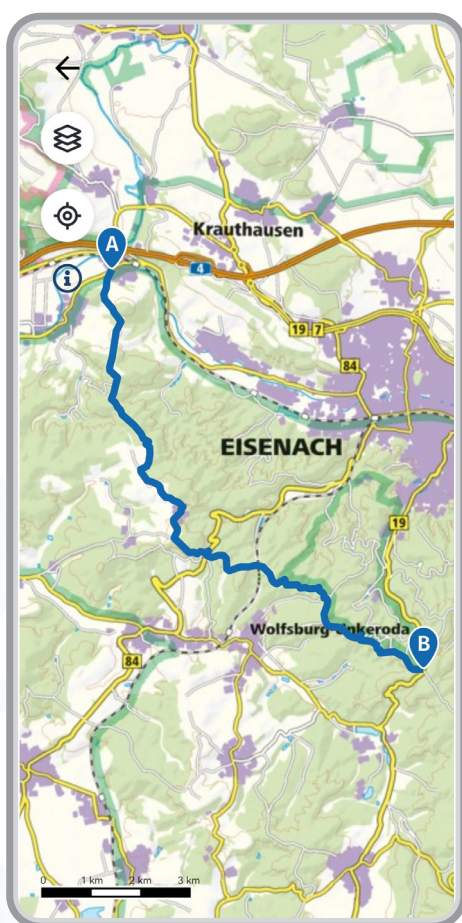 A
Krauthausen
4
19 7
84
EISENACH
19
Wolfsburg-Unkeroda
B
84
0 1 km 2 km 3 km